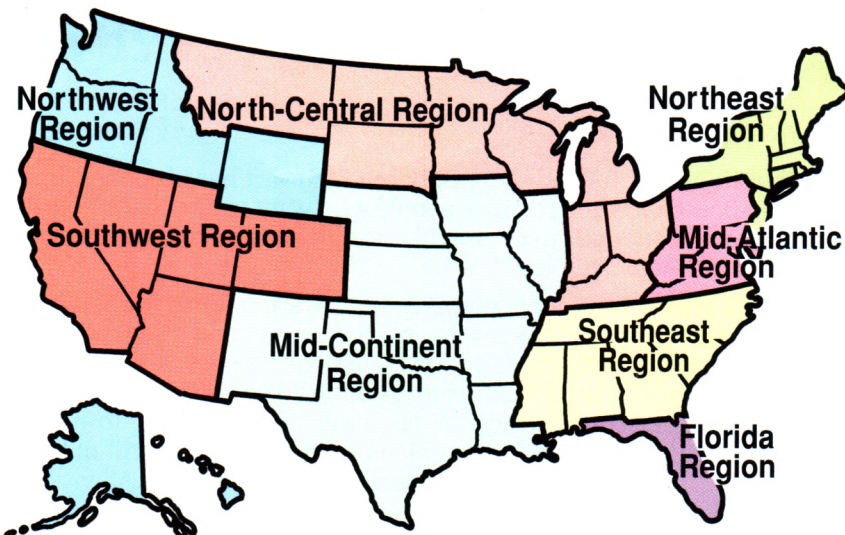 Northwest
Region
North-Central Region
Northeast
Region
Southwest Region
Mid-Atlantic
Region
Mid-Continent
Region
Southeast
Region
Florida
Region